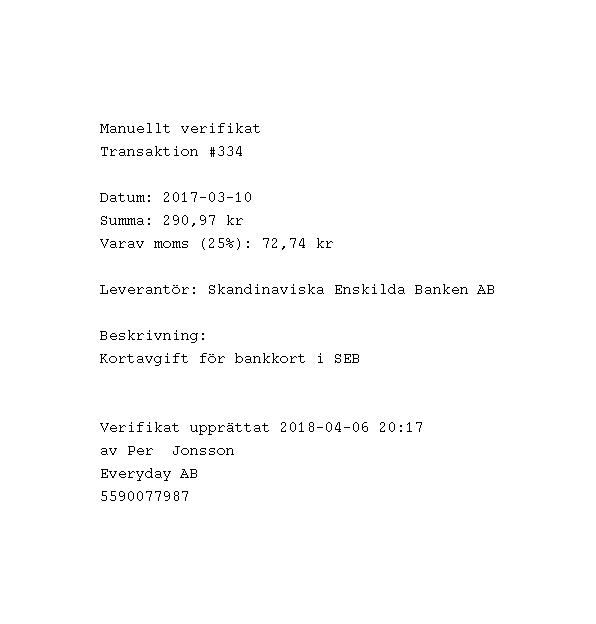 Manuellt verifikat
Transaktion #334
Datum: 2017-03-10
Summa: 290,97 kr
Varav moms (25%): 72,74 kr
Leverantör: Skandinaviska Enskilda Banken AB
Beskrivning:
Kortavgift för bankkort i SEB
Verifikat upprättat 2018-04-06 20:17
av Per  Jonsson
Everyday AB
5590077987